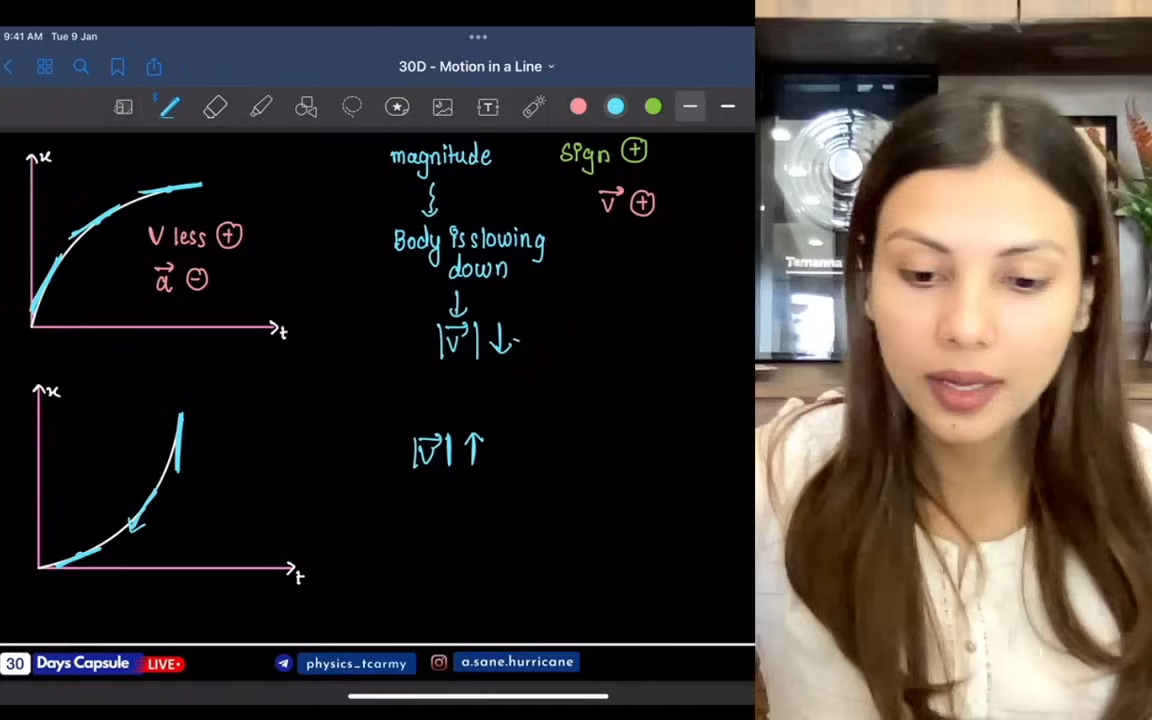 9:41 AM Tue 9 Jan
30D - Motion in a Line
x
magnitude
Sign +
v +
V less +
Body is slowing
down
a -
|v| ↓
t
x
|v| ↑
t
30 Days Capsule LIVE
physics_tcarmy
a.sane.hurricane
Tamanna